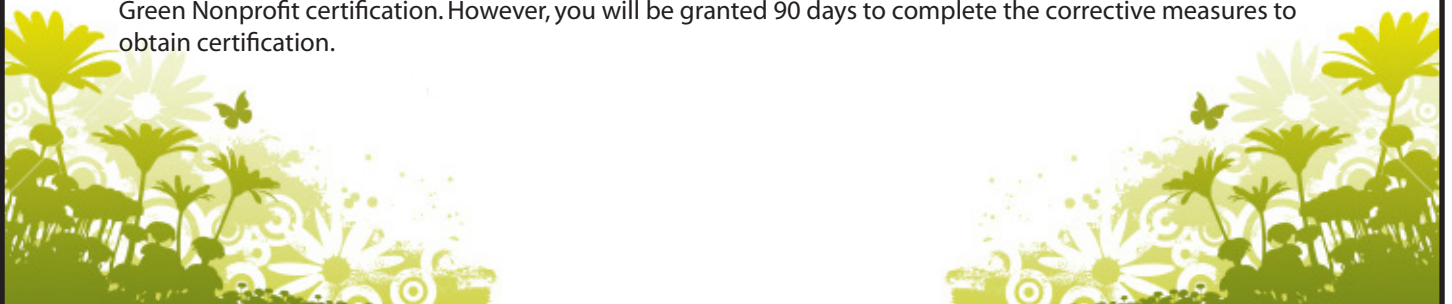 Green Nonprofit certification. However, you will be granted 90 days to complete the corrective measures to
obtain certification.